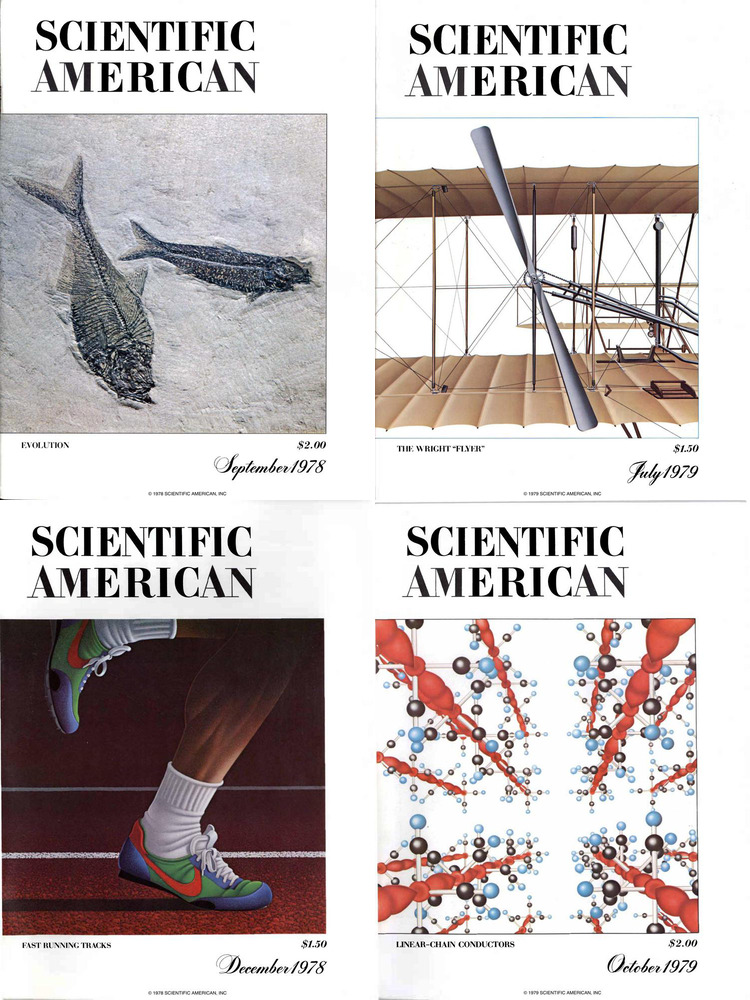 SCIENTIFIC
AMERICAN
EVOLUTION
$2.00
September 1978
© 1978 SCIENTIFIC AMERICAN, INC
SCIENTIFIC
AMERICAN
THE WRIGHT "FLYER"
$1.50
July 1979
© 1979 SCIENTIFIC AMERICAN, INC
SCIENTIFIC
AMERICAN
FAST RUNNING TRACKS
$1.50
December 1978
© 1978 SCIENTIFIC AMERICAN, INC
SCIENTIFIC
AMERICAN
LINEAR-CHAIN CONDUCTORS
$2.00
October 1979
© 1979 SCIENTIFIC AMERICAN, INC